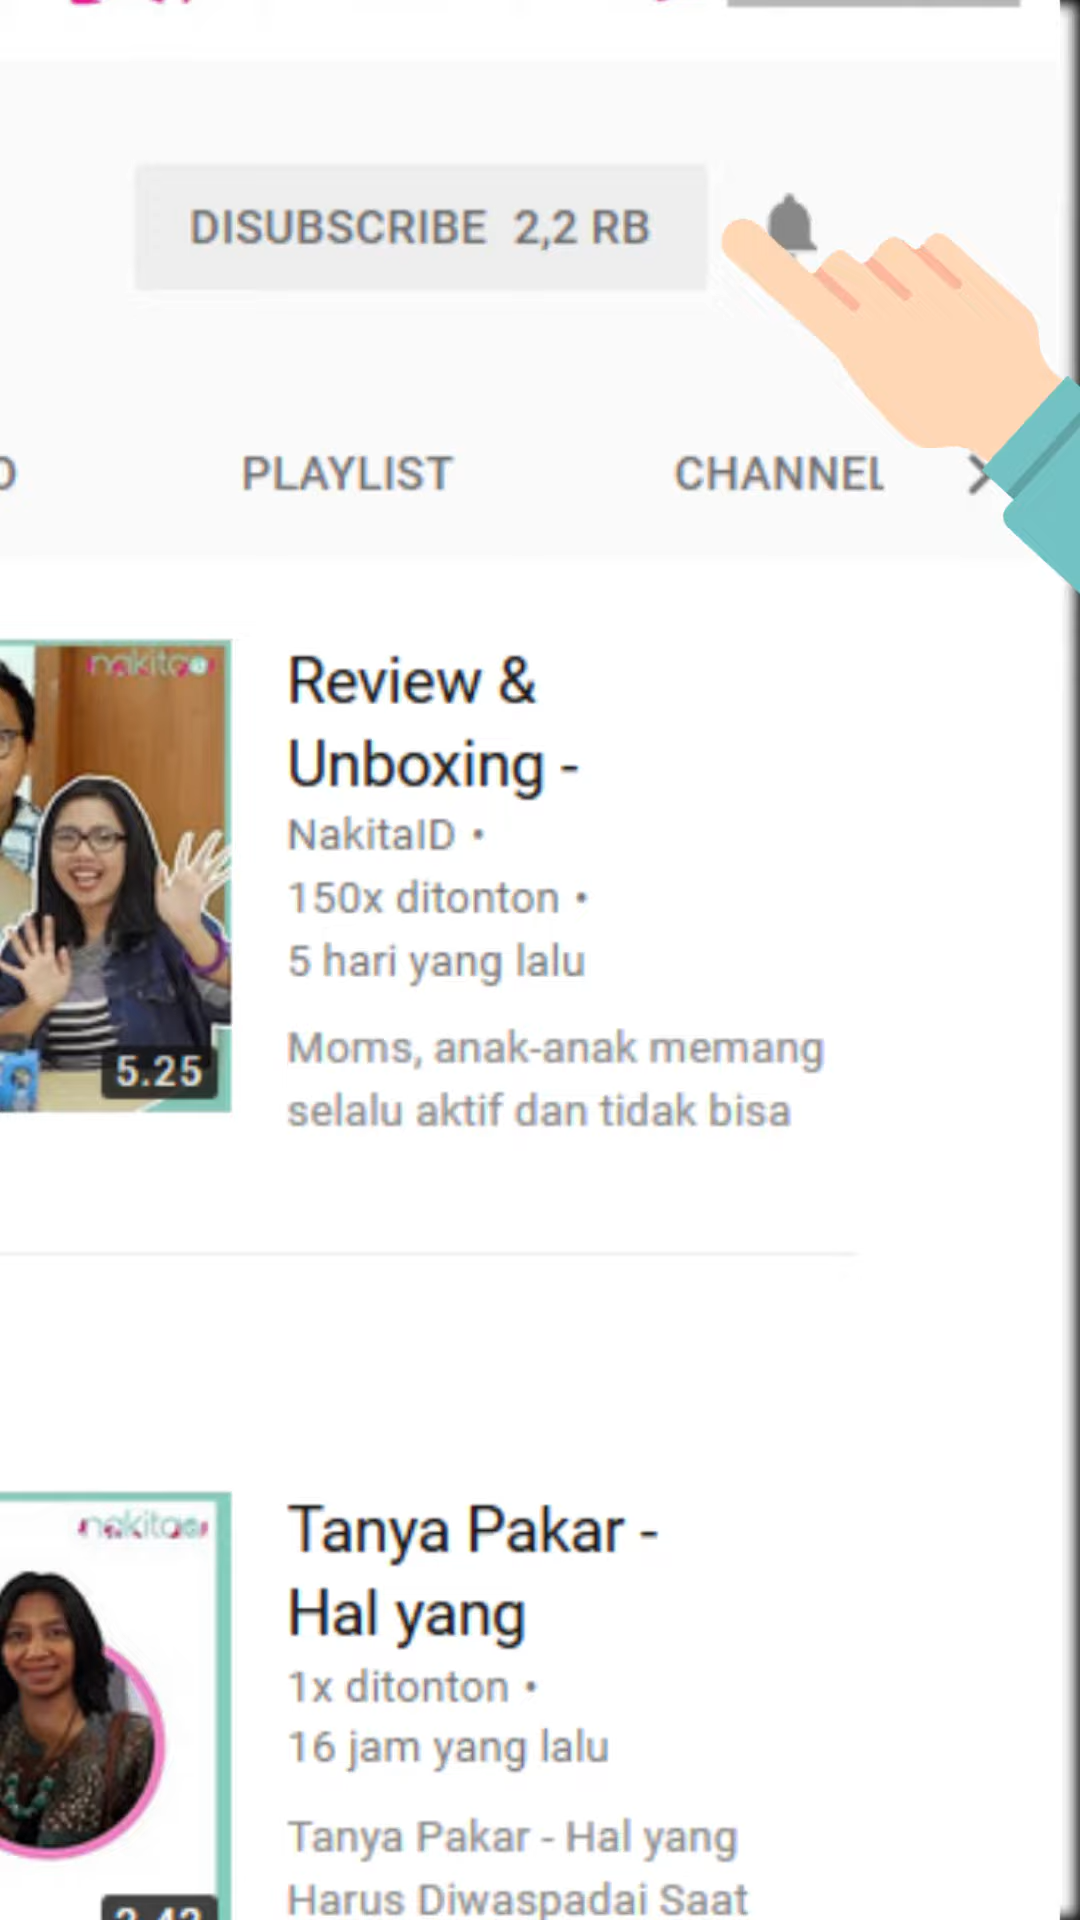 DISUBSCRIBE 2,2 RB
PLAYLIST
CHANNEL
nakita
Review &
Unboxing -
NakitaID •
150x ditonton •
5 hari yang lalu
Moms, anak-anak memang
selalu aktif dan tidak bisa
5.25
nakita
Tanya Pakar -
Hal yang
1x ditonton •
16 jam yang lalu
Tanya Pakar - Hal yang
Harus Diwaspadai Saat